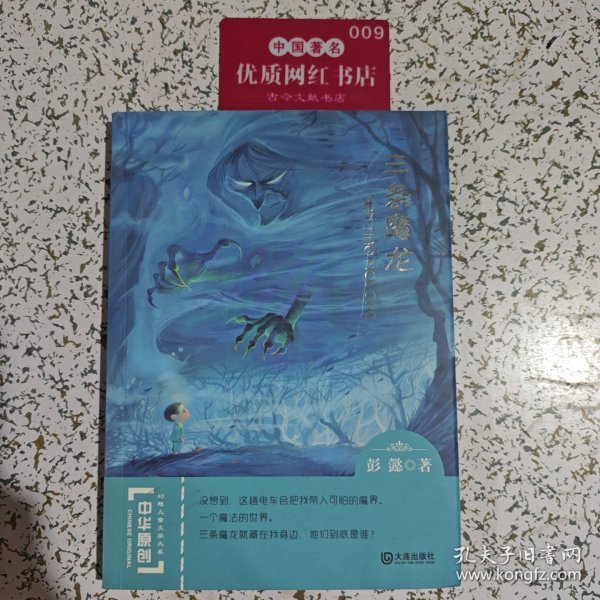 009
中国著名
优质网红书店
古今文献书店
三条魔龙
彭懿◎著
没想到，这趟电车会把我带入可怕的魔界。
一个魔法的世界。
三条魔龙就藏在我身边，他们到底是谁？
幻想儿童文学大系
中华原创
CHINESE ORIGINAL
大连出版社
DALIAN PUBLISHING HOUSE
孔夫子旧书网
www.kongfz.com